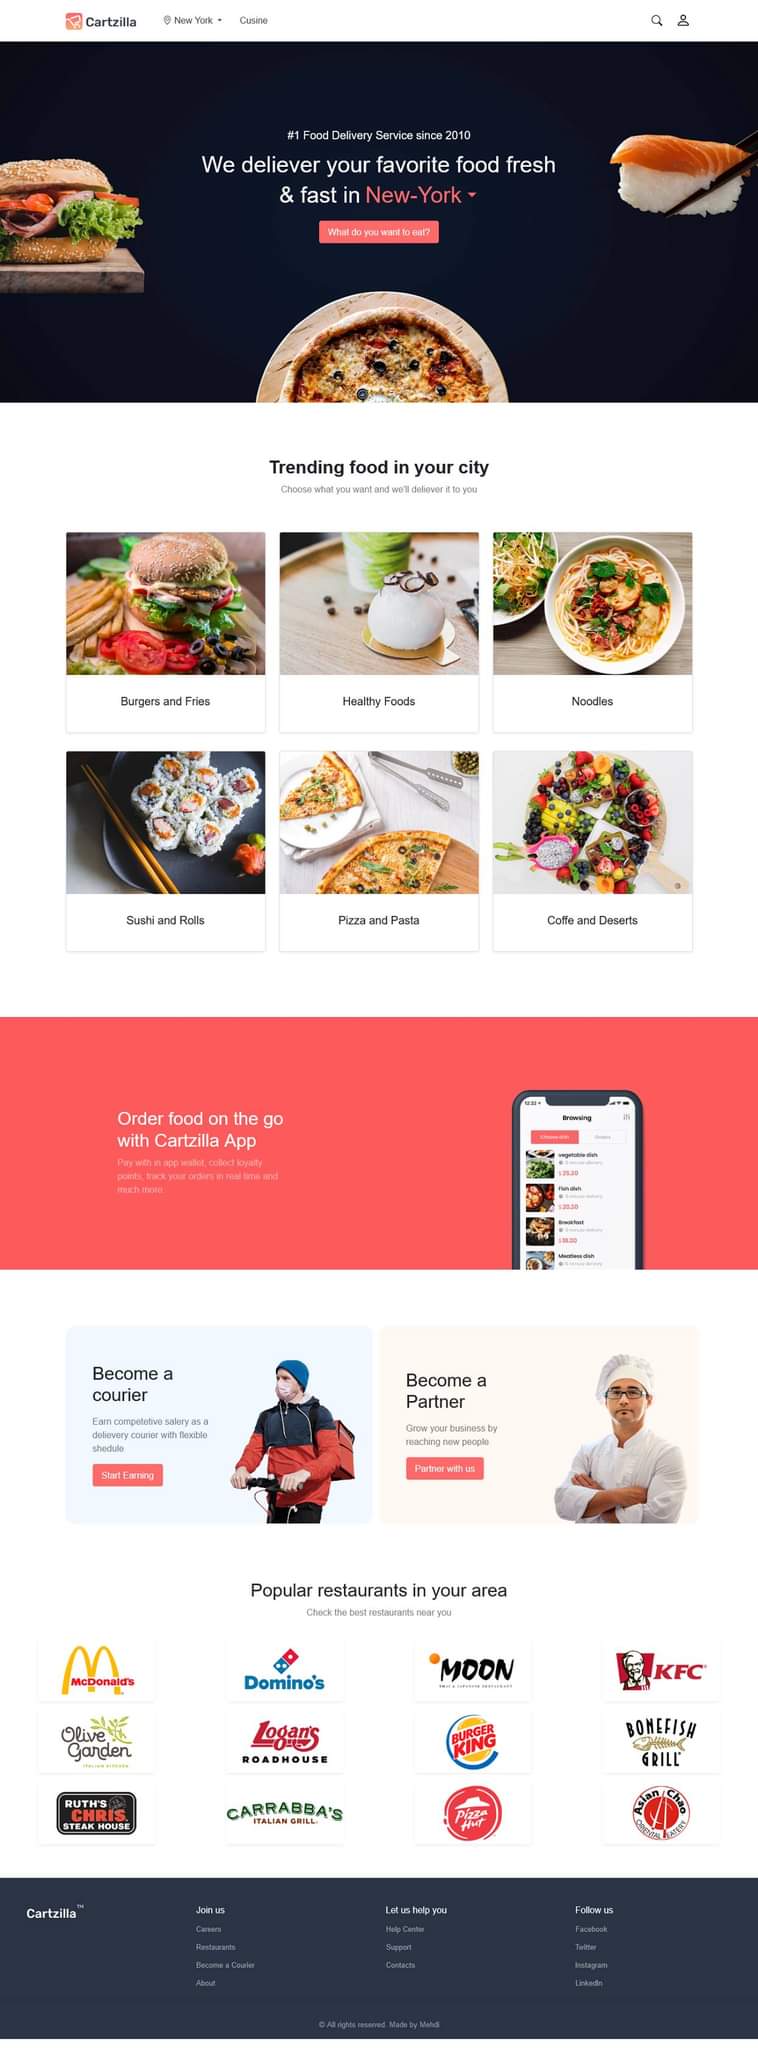 Cartzilla
New York
Cusine
#1 Food Delivery Service since 2010
We deliever your favorite food fresh
& fast in New-York
What do you want to eat?
Trending food in your city
Choose what you want and we'll deliever it to you
Burgers and Fries
Healthy Foods
Noodles
Sushi and Rolls
Pizza and Pasta
Coffe and Deserts
Order food on the go
with Cartzilla App
Pay with in app wallet, collect loyalty
points, track your orders in real time and
much more
Browsing
vegetable dish
Fish dish
Breakfast
Meatless dish
Become a
courier
Earn competetive salery as a
delievery courier with flexible
shedule
Start Earning
Become a
Partner
Grow your business by
reaching new people
Partner with us
Popular restaurants in your area
Check the best restaurants near you
McDonald's
Domino's
MOON
THAI & JAPANESE RESTAURANT
KFC
Olive
Garden
ITALIAN KITCHEN
Logan's
ROADHOUSE
BURGER
KING
BONEFISH
GRILL
RUTH'S
CHRIS
STEAK HOUSE
CARRABBA'S
ITALIAN GRILL
Pizza
Hut
Asian Chao
ORIENTAL EATERY
Cartzilla™
Join us
Careers
Restaurants
Become a Courier
About
Let us help you
Help Center
Support
Contacts
Follow us
Facebook
Twitter
Instagram
LinkedIn
© All rights reserved. Made by Mehdi